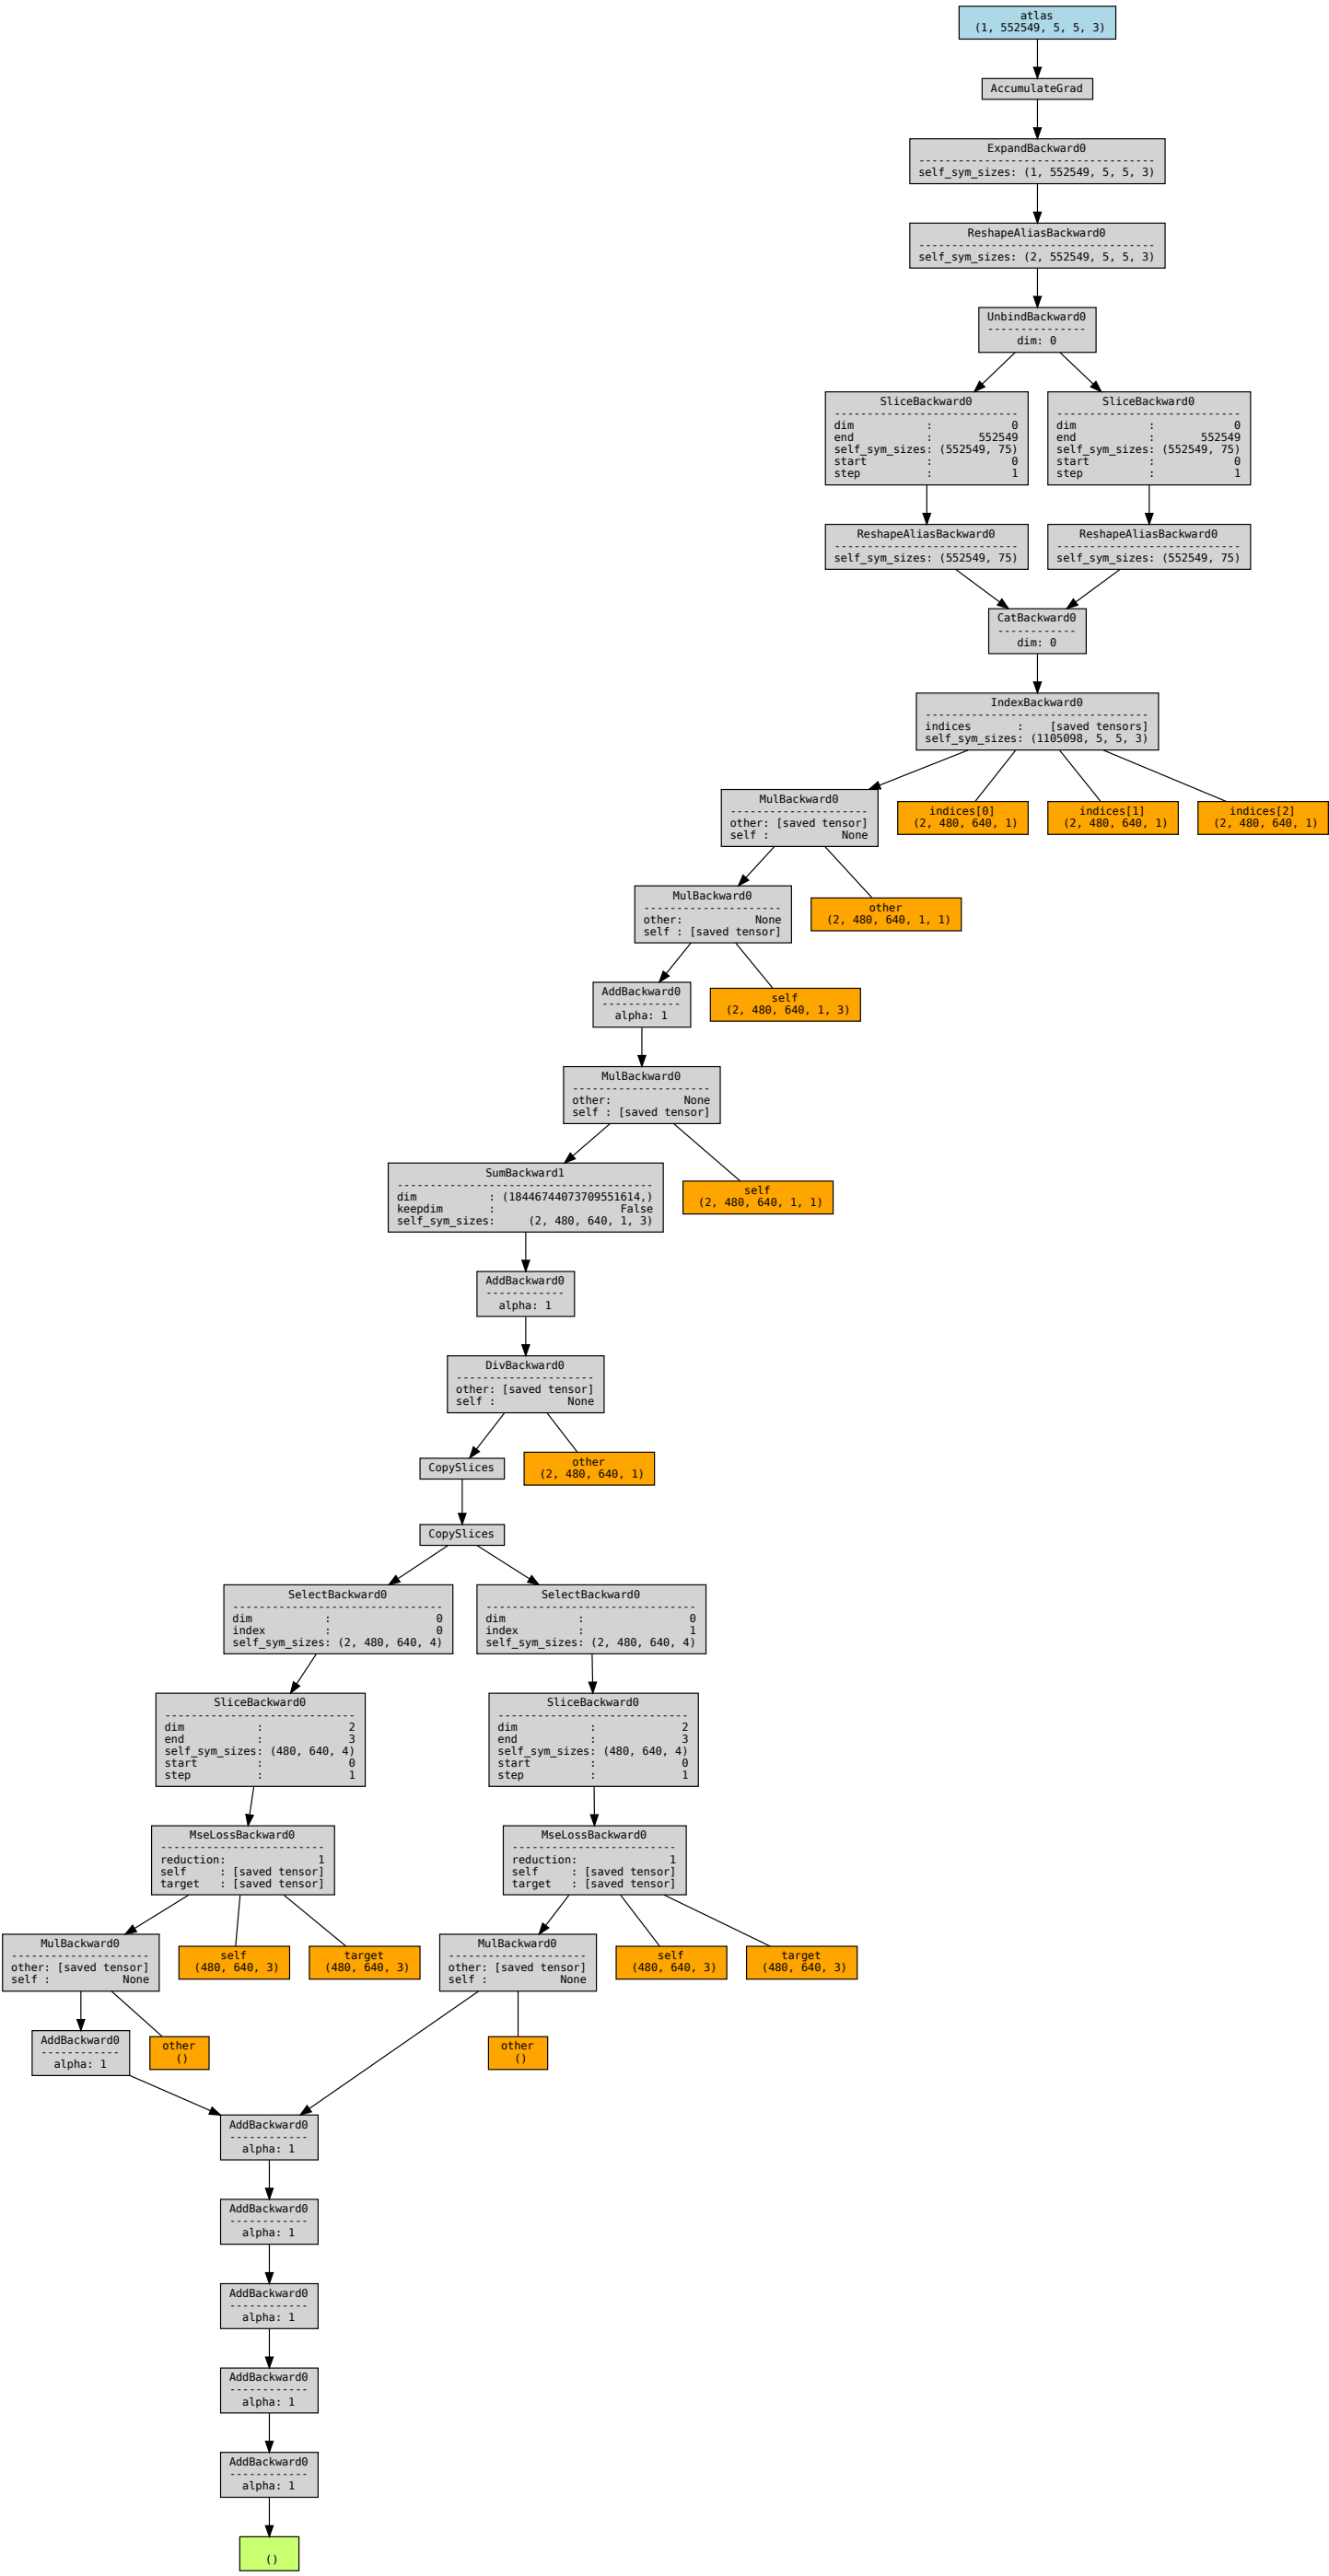 atlas
(1, 552549, 5, 5, 3)
AccumulateGrad
ExpandBackward0
------------------------------------
self_sym_sizes: (1, 552549, 5, 5, 3)
ReshapeAliasBackward0
------------------------------------
self_sym_sizes: (2, 552549, 5, 5, 3)
UnbindBackward0
---------------
dim: 0
SliceBackward0
----------------------------
dim           :            0
end           :       552549
self_sym_sizes: (552549, 75)
start         :            0
step          :            1
SliceBackward0
----------------------------
dim           :            0
end           :       552549
self_sym_sizes: (552549, 75)
start         :            0
step          :            1
ReshapeAliasBackward0
----------------------------
self_sym_sizes: (552549, 75)
ReshapeAliasBackward0
----------------------------
self_sym_sizes: (552549, 75)
CatBackward0
------------
dim: 0
IndexBackward0
----------------------------------
indices       :    [saved tensors]
self_sym_sizes: (1105098, 5, 5, 3)
MulBackward0
---------------------
other: [saved tensor]
self :           None
indices[0]
(2, 480, 640, 1)
indices[1]
(2, 480, 640, 1)
indices[2]
(2, 480, 640, 1)
MulBackward0
---------------------
other:           None
self : [saved tensor]
other
(2, 480, 640, 1, 1)
AddBackward0
------------
alpha: 1
self
(2, 480, 640, 1, 3)
MulBackward0
---------------------
other:           None
self : [saved tensor]
SumBackward1
---------------------------------------
dim           : (18446744073709551614,)
keepdim       :                   False
self_sym_sizes:     (2, 480, 640, 1, 3)
self
(2, 480, 640, 1, 1)
AddBackward0
------------
alpha: 1
DivBackward0
---------------------
other: [saved tensor]
self :           None
CopySlices
other
(2, 480, 640, 1)
CopySlices
SelectBackward0
--------------------------------
dim           :                0
index         :                0
self_sym_sizes: (2, 480, 640, 4)
SelectBackward0
--------------------------------
dim           :                0
index         :                1
self_sym_sizes: (2, 480, 640, 4)
SliceBackward0
-----------------------------
dim           :             2
end           :             3
self_sym_sizes: (480, 640, 4)
start         :             0
step          :             1
SliceBackward0
-----------------------------
dim           :             2
end           :             3
self_sym_sizes: (480, 640, 4)
start         :             0
step          :             1
MseLossBackward0
-------------------------
reduction:              1
self     : [saved tensor]
target   : [saved tensor]
MseLossBackward0
-------------------------
reduction:              1
self     : [saved tensor]
target   : [saved tensor]
MulBackward0
---------------------
other: [saved tensor]
self :           None
self
(480, 640, 3)
target
(480, 640, 3)
MulBackward0
---------------------
other: [saved tensor]
self :           None
self
(480, 640, 3)
target
(480, 640, 3)
AddBackward0
------------
alpha: 1
other
()
other
()
AddBackward0
------------
alpha: 1
AddBackward0
------------
alpha: 1
AddBackward0
------------
alpha: 1
AddBackward0
------------
alpha: 1
AddBackward0
------------
alpha: 1
()